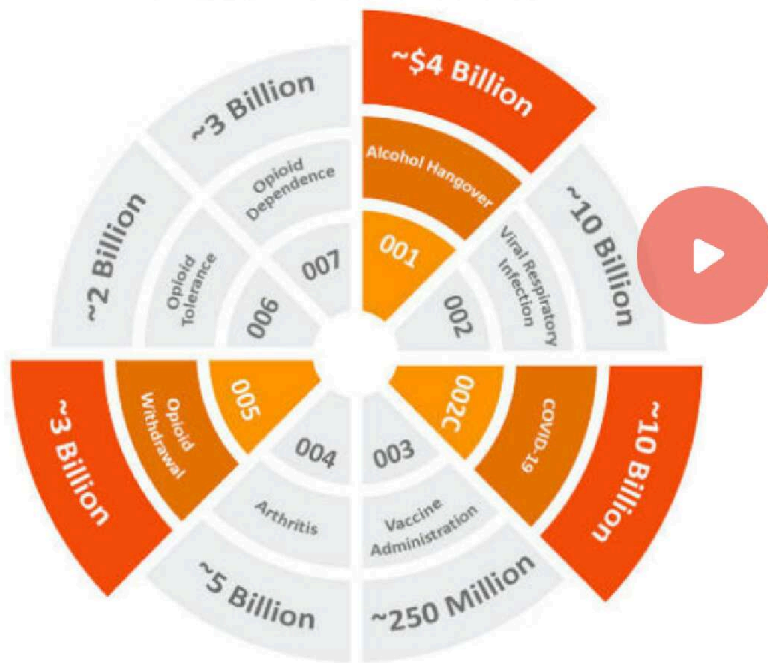 ~$4 Billion
Alcohol Hangover
001
~10 Billion
Viral Respiratory
Infection
002
~10 Billion
COVID-19
002C
~250 Million
Vaccine
Administration
003
~5 Billion
Arthritis
004
~3 Billion
Opioid
Withdrawal
005
~2 Billion
Opioid
Tolerance
006
~3 Billion
Opioid
Dependence
007